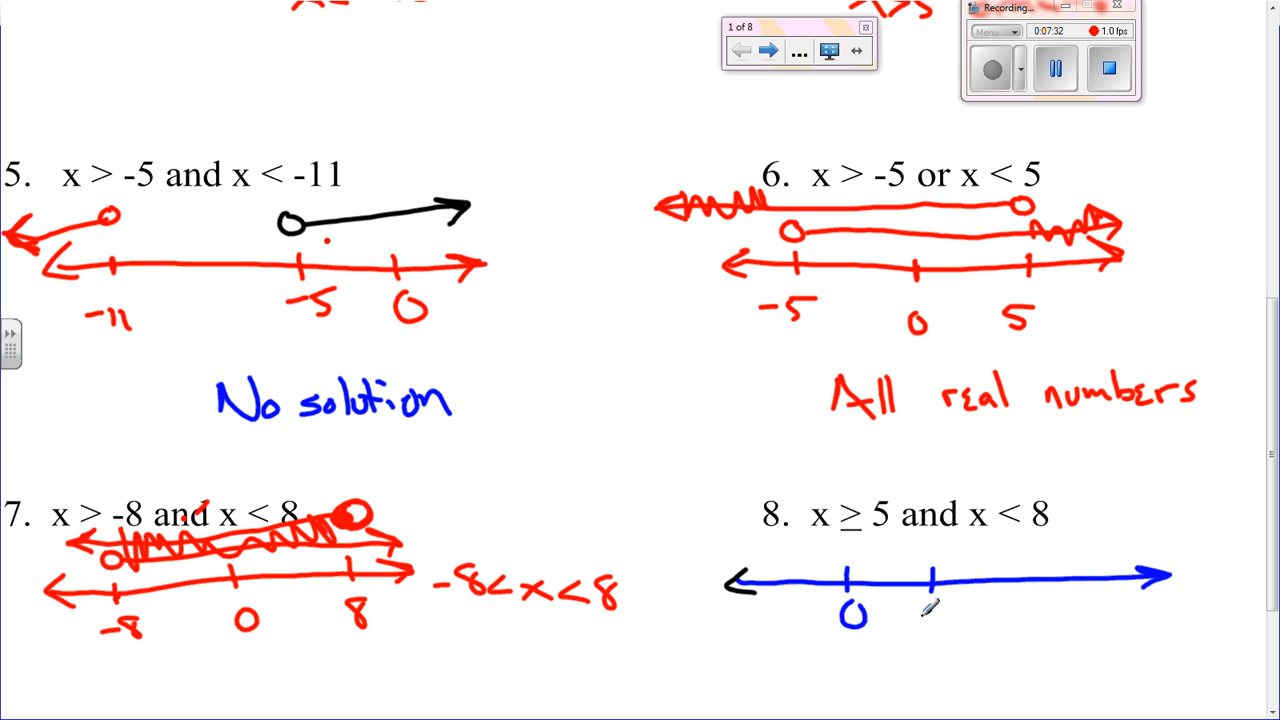 1 of 8
Recording...
Menu
0:07:32
1.0 fps
...
5. x > -5 and x < -11
-11
-5
0
No solution
6. x > -5 or x < 5
-5
0
5
All real numbers
7. x > -8 and x < 8
-8
0
8
-8 < x < 8
8. x ≥ 5 and x < 8
0